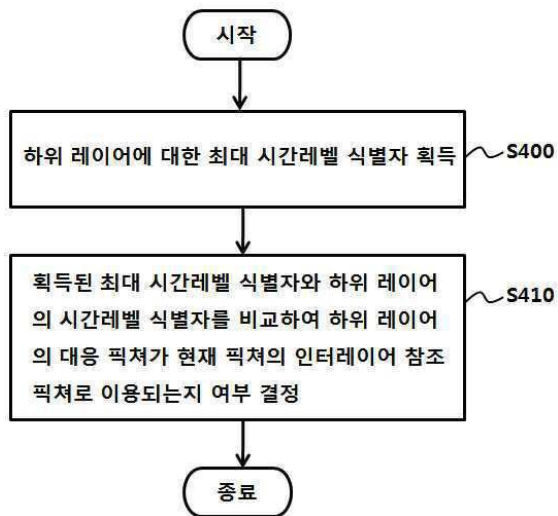 시작
하위 레이어에 대한 최대 시간레벨 식별자 획득
S400
획득된 최대 시간레벨 식별자와 하위 레이어
의 시간레벨 식별자를 비교하여 하위 레이어
의 대응 픽쳐가 현재 픽쳐의 인터레이어 참조
픽쳐로 이용되는지 여부 결정
S410
종료